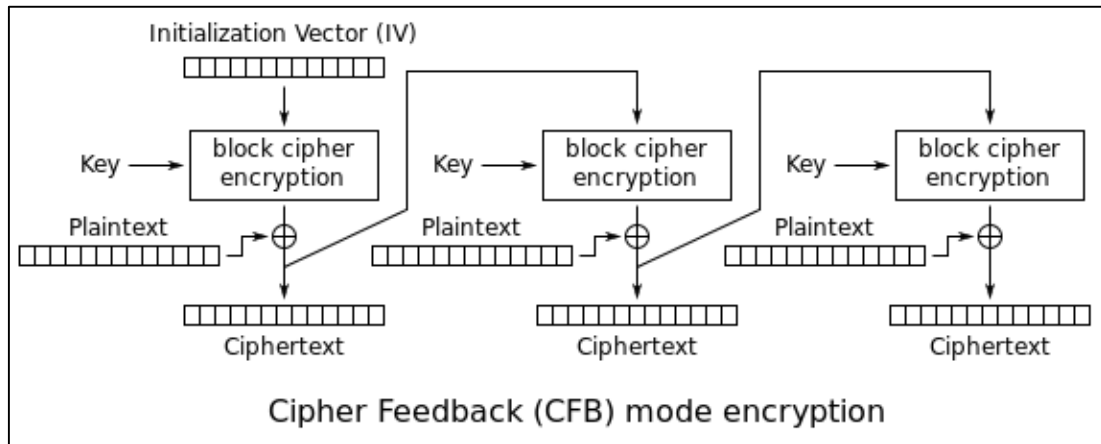 Initialization Vector (IV)
Key
block cipher
encryption
Plaintext
Ciphertext
Key
block cipher
encryption
Plaintext
Ciphertext
Key
block cipher
encryption
Plaintext
Ciphertext
Cipher Feedback (CFB) mode encryption